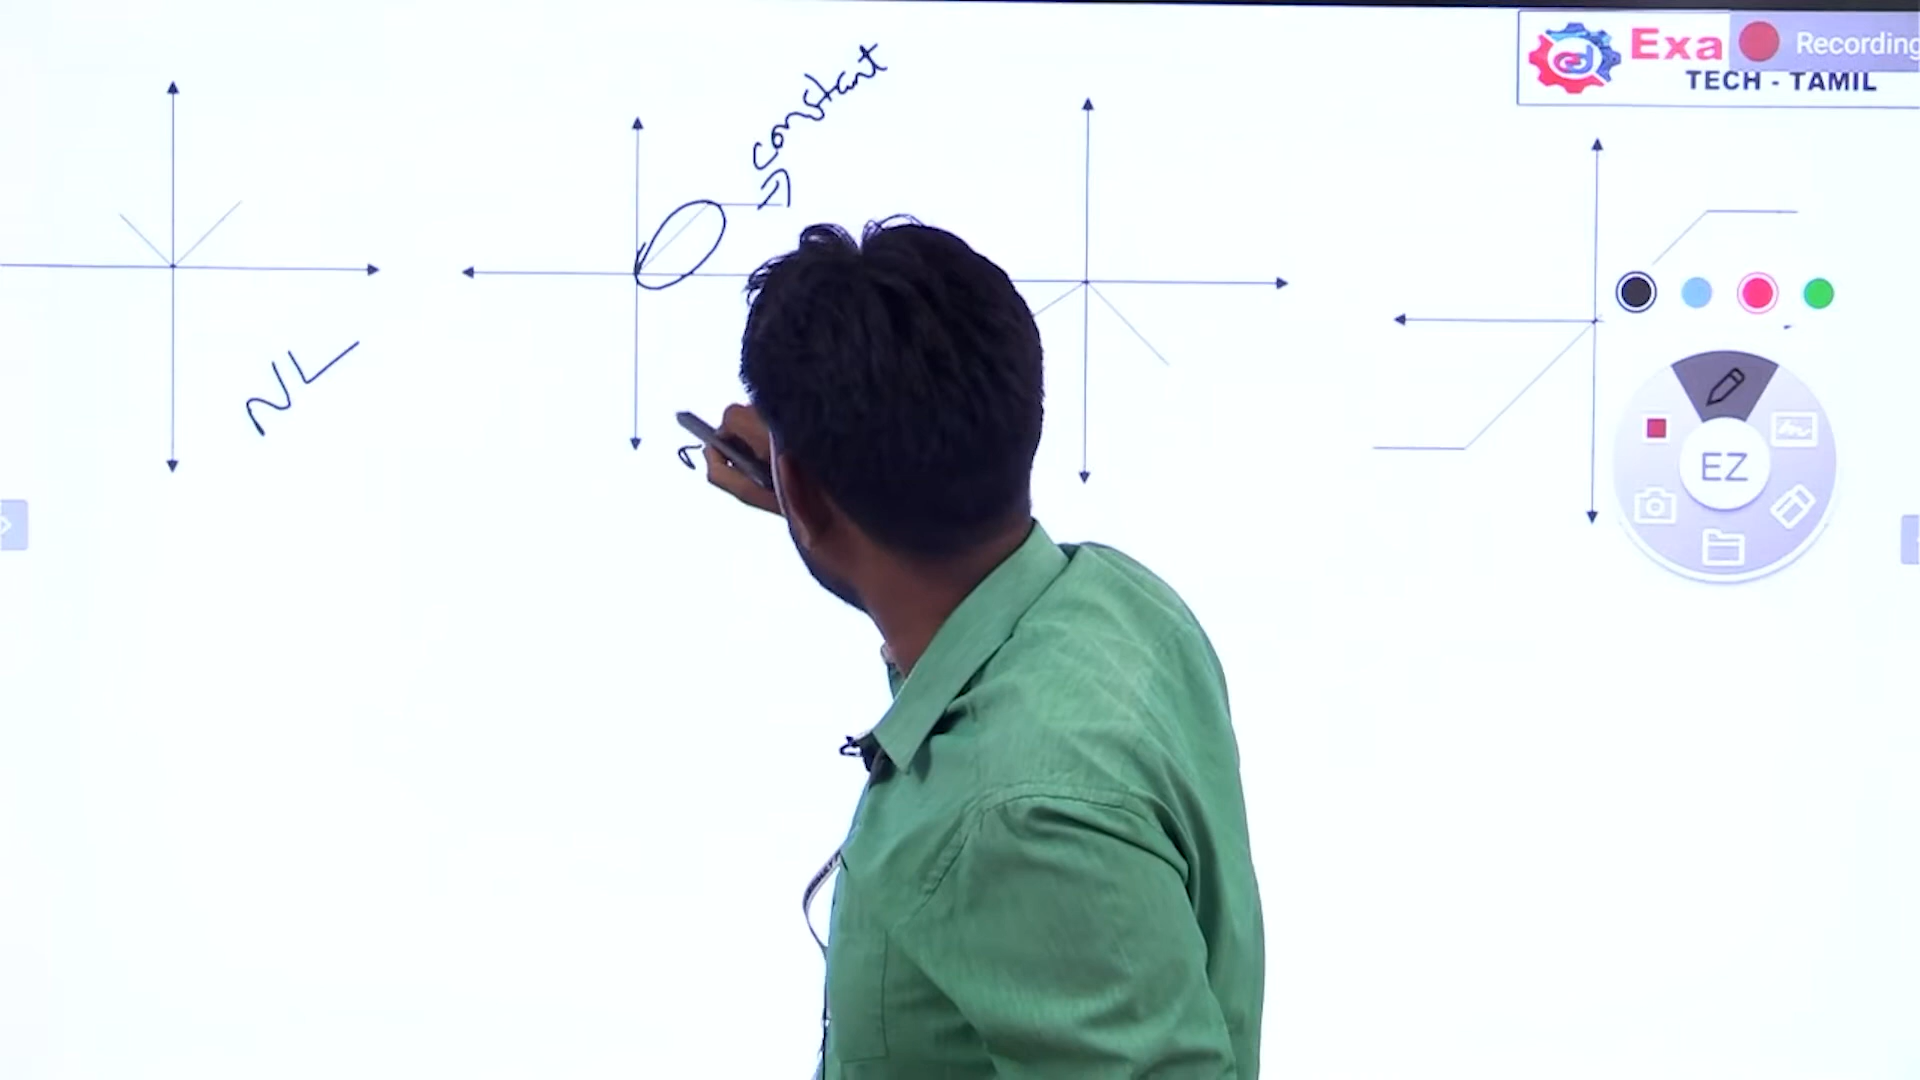 Exa
Recording
TECH - TAMIL
constant
NL
EZ